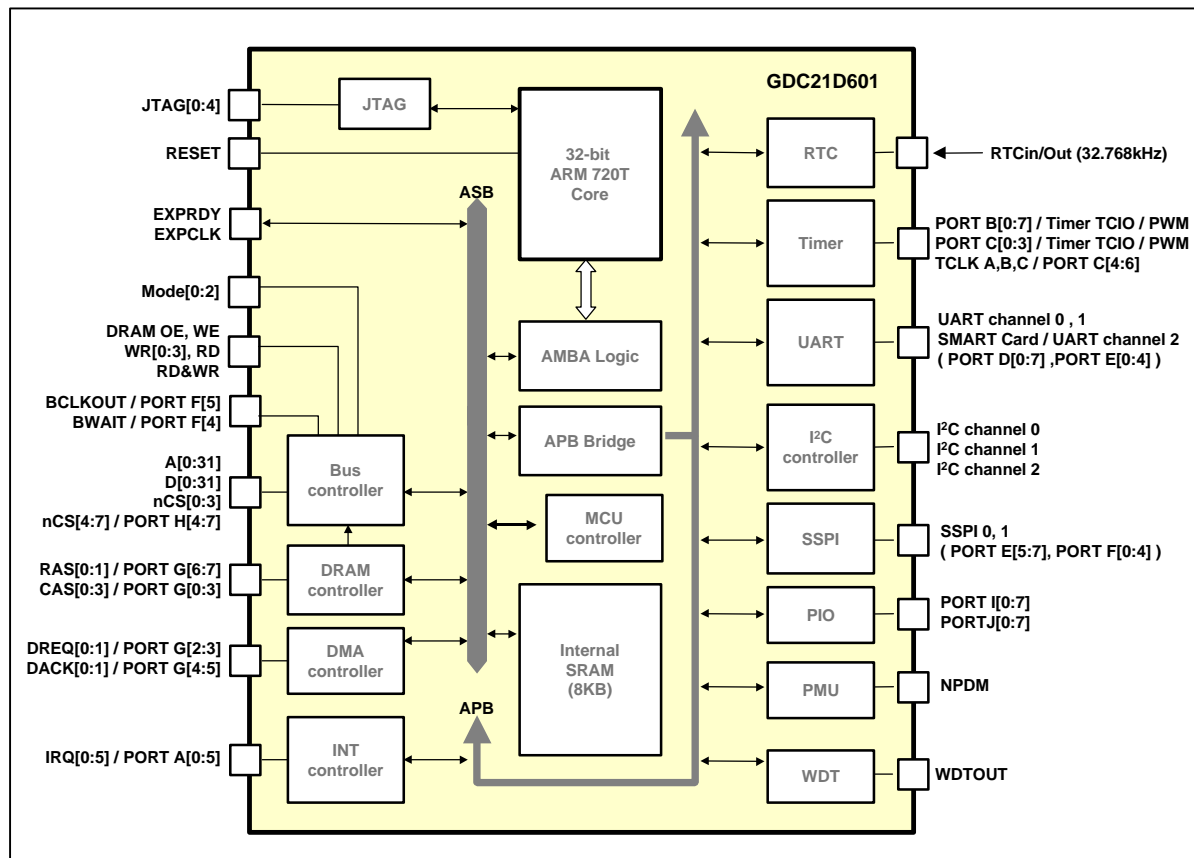 GDC21D601
JTAG[0:4]
JTAG
RESET
32-bit
ARM 720T
Core
RTC
RTCin/Out (32.768kHz)
ASB
EXPRDY
EXPCLK
Timer
PORT B[0:7] / Timer TCIO / PWM
PORT C[0:3] / Timer TCIO / PWM
TCLK A,B,C / PORT C[4:6]
Mode[0:2]
DRAM OE, WE
WR[0:3], RD
RD&WR
AMBA Logic
UART
UART channel 0 , 1
SMART Card / UART channel 2
( PORT D[0:7] ,PORT E[0:4] )
BCLKOUT / PORT F[5]
BWAIT / PORT F[4]
APB Bridge
I²C
controller
I²C channel 0
I²C channel 1
I²C channel 2
A[0:31]
D[0:31]
nCS[0:3]
nCS[4:7] / PORT H[4:7]
Bus
controller
MCU
controller
SSPI
SSPI 0, 1
( PORT E[5:7], PORT F[0:4] )
RAS[0:1] / PORT G[6:7]
CAS[0:3] / PORT G[0:3]
DRAM
controller
PIO
PORT I[0:7]
PORTJ[0:7]
DREQ[0:1] / PORT G[2:3]
DACK[0:1] / PORT G[4:5]
DMA
controller
Internal
SRAM
(8KB)
PMU
NPDM
APB
IRQ[0:5] / PORT A[0:5]
INT
controller
WDT
WDTOUT